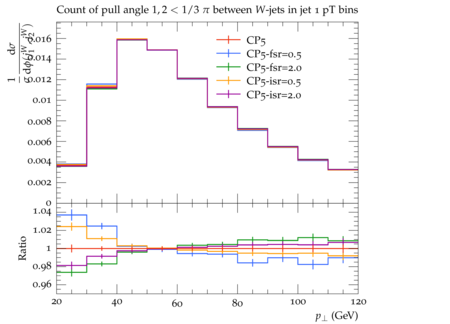 Count of pull angle 1, 2 < 1/3 π between W-jets in jet 1 pT bins
CP5
CP5-fsr=0.5
CP5-fsr=2.0
CP5-isr=0.5
CP5-isr=2.0
0.016
0.014
0.012
0.01
0.008
0.006
0.004
0.002
0
Ratio
1.04
1.02
1
0.98
0.96
20 40 60 80 100 120
p⊥ (GeV)